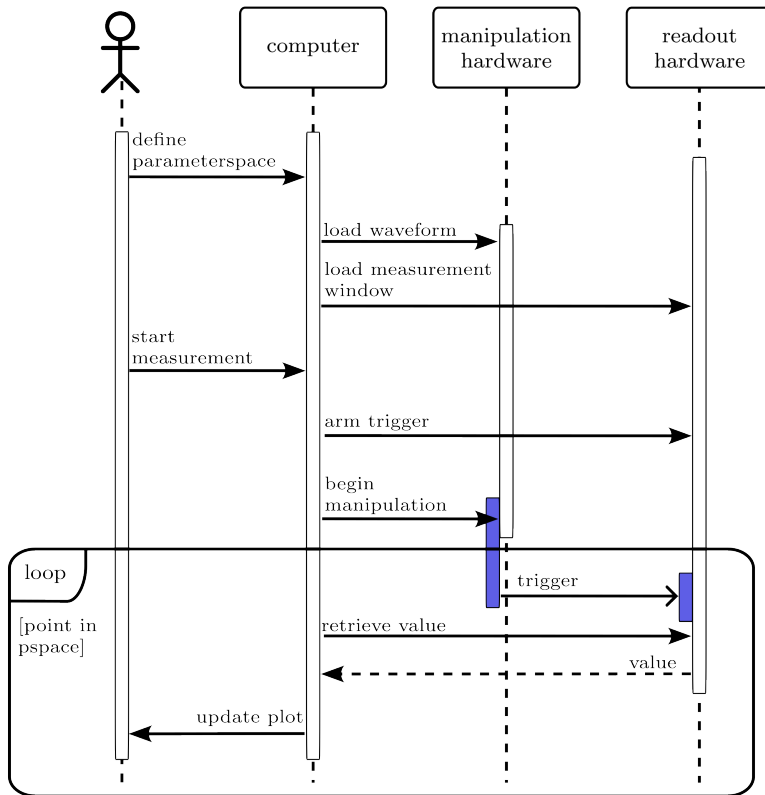 computer
manipulation
hardware
readout
hardware
define
parameterspace
load waveform
load measurement
window
start
measurement
arm trigger
begin
manipulation
loop
trigger
[point in
pspace]
retrieve value
value
update plot